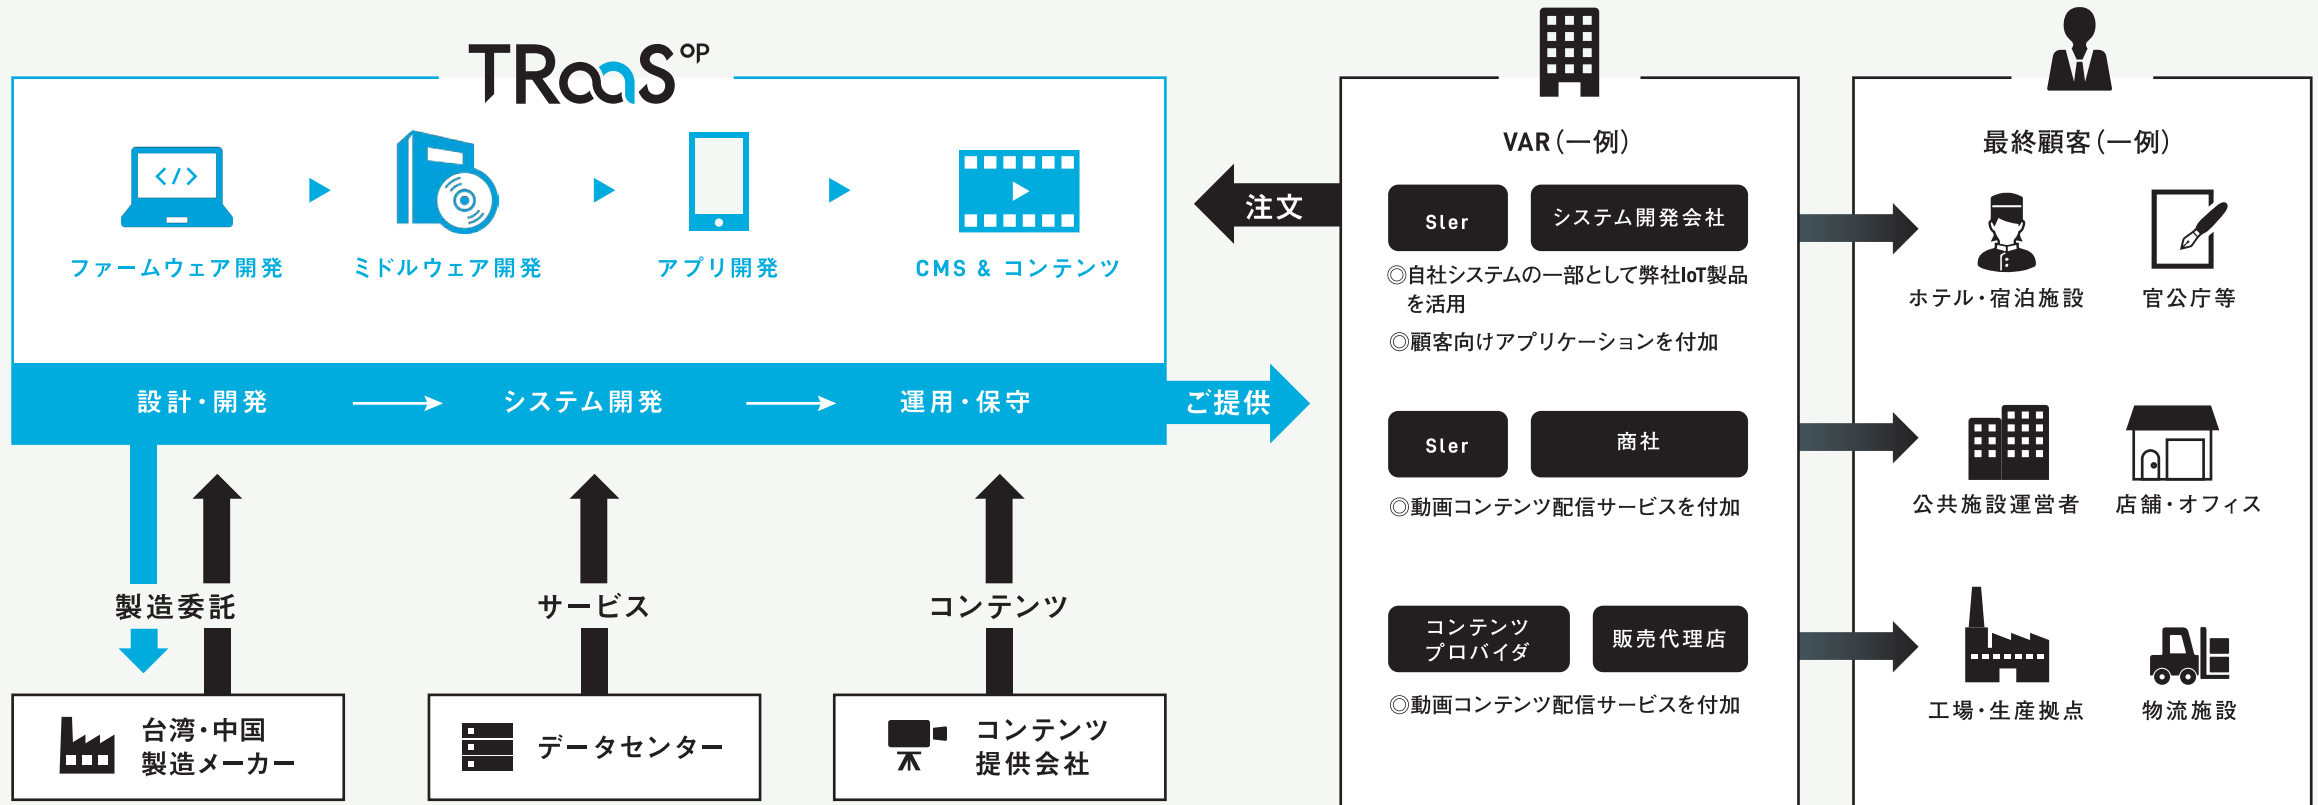 TRaaS OP
ファームウェア開発
ミドルウェア開発
アプリ開発
CMS & コンテンツ
設計・開発
システム開発
運用・保守
ご提供
注文
製造委託
サービス
コンテンツ
台湾・中国
製造メーカー
データセンター
コンテンツ
提供会社
VAR(一例)
SIer
システム開発会社
◎自社システムの一部として弊社IoT製品
を活用
◎顧客向けアプリケーションを付加
SIer
商社
◎動画コンテンツ配信サービスを付加
コンテンツ
プロバイダ
販売代理店
◎動画コンテンツ配信サービスを付加
最終顧客(一例)
ホテル・宿泊施設
官公庁等
公共施設運営者
店舗・オフィス
工場・生産拠点
物流施設